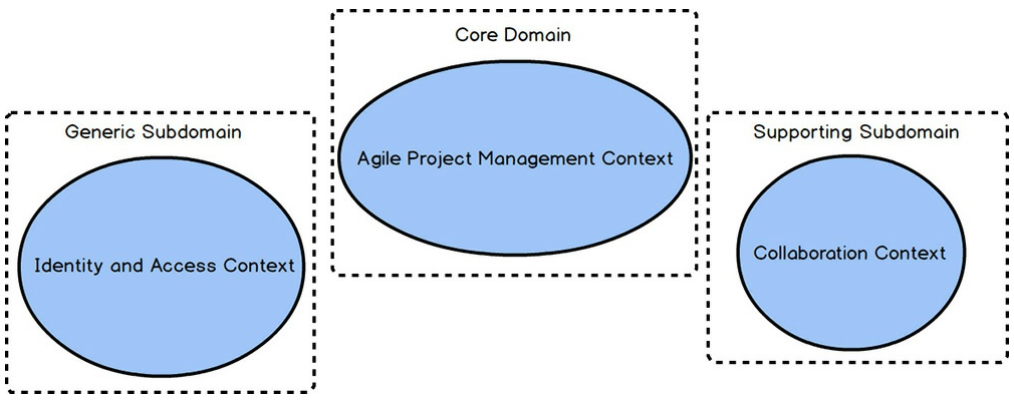 Core Domain
Agile Project Management Context
Generic Subdomain
Identity and Access Context
Supporting Subdomain
Collaboration Context